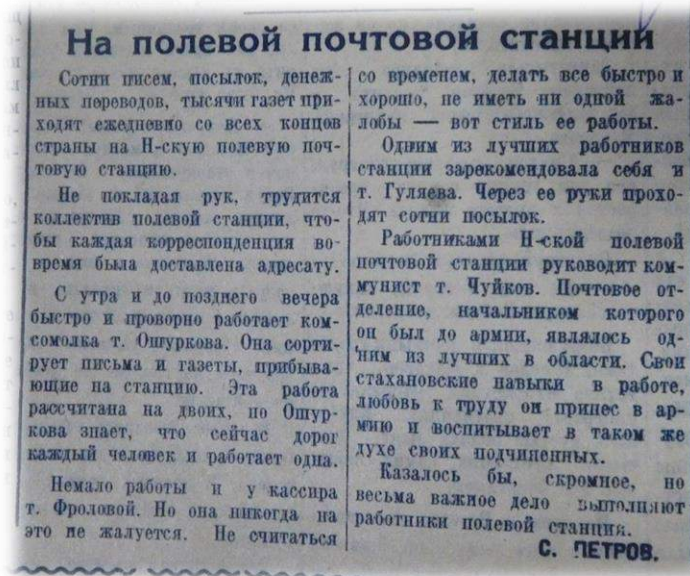 На полевой почтовой станции
Сотни писем, посылок, денеж-
ных переводов, тысячи газет при-
ходят ежедневно со всех концов
страны на Н-скую полевую поч-
товую станцию.
Не покладая рук, трудится
коллектив полевой станции, что-
бы каждая корреспонденция во-
время была доставлена адресату.
С утра и до позднего вечера
быстро и проворно работает ком-
сомолка т. Ошуркова. Она сорти-
рует письма и газеты, прибыва-
ющие на станцию. Эта работа
рассчитана на двоих, но Ошур-
кова знает, что сейчас дорог
каждый человек и работает одна.
Немало работы и у кассира
т. Фроловой. Но она никогда на
это не жалуется. Не считаться
со временем, делать все быстро и
хорошо, не иметь ни одной жа-
лобы — вот стиль ее работы.
Одним из лучших работников
станции зарекомендовала себя и
т. Гуляева. Через ее руки прохо-
дят сотни посылок.
Работниками Н-ской полевой
почтовой станции руководит ком-
мунист т. Чуйков. Почтовое от-
деление, начальником которого
он был до армии, являлось од-
ним из лучших в области. Свои
стахановские навыки в работе,
любовь к труду он принес в ар-
мию и воспитывает в таком же
духе своих подчиненных.
Казалось бы, скромное, но
весьма важное дело выполняют
работники полевой станция.
С. ПЕТРОВ.